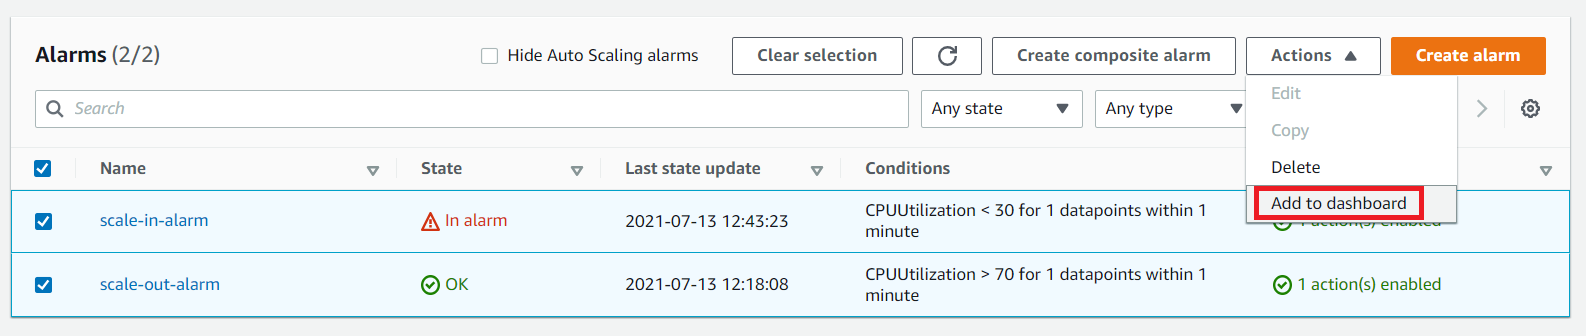 Alarms (2/2)
Hide Auto Scaling alarms
Clear selection
Create composite alarm
Actions
Create alarm
Search
Any state
Any type
Edit
Copy
Delete
Add to dashboard
Name
State
Last state update
Conditions
scale-in-alarm
In alarm
2021-07-13 12:43:23
CPUUtilization < 30 for 1 datapoints within 1
minute
1 action(s) enabled
scale-out-alarm
OK
2021-07-13 12:18:08
CPUUtilization > 70 for 1 datapoints within 1
minute
1 action(s) enabled